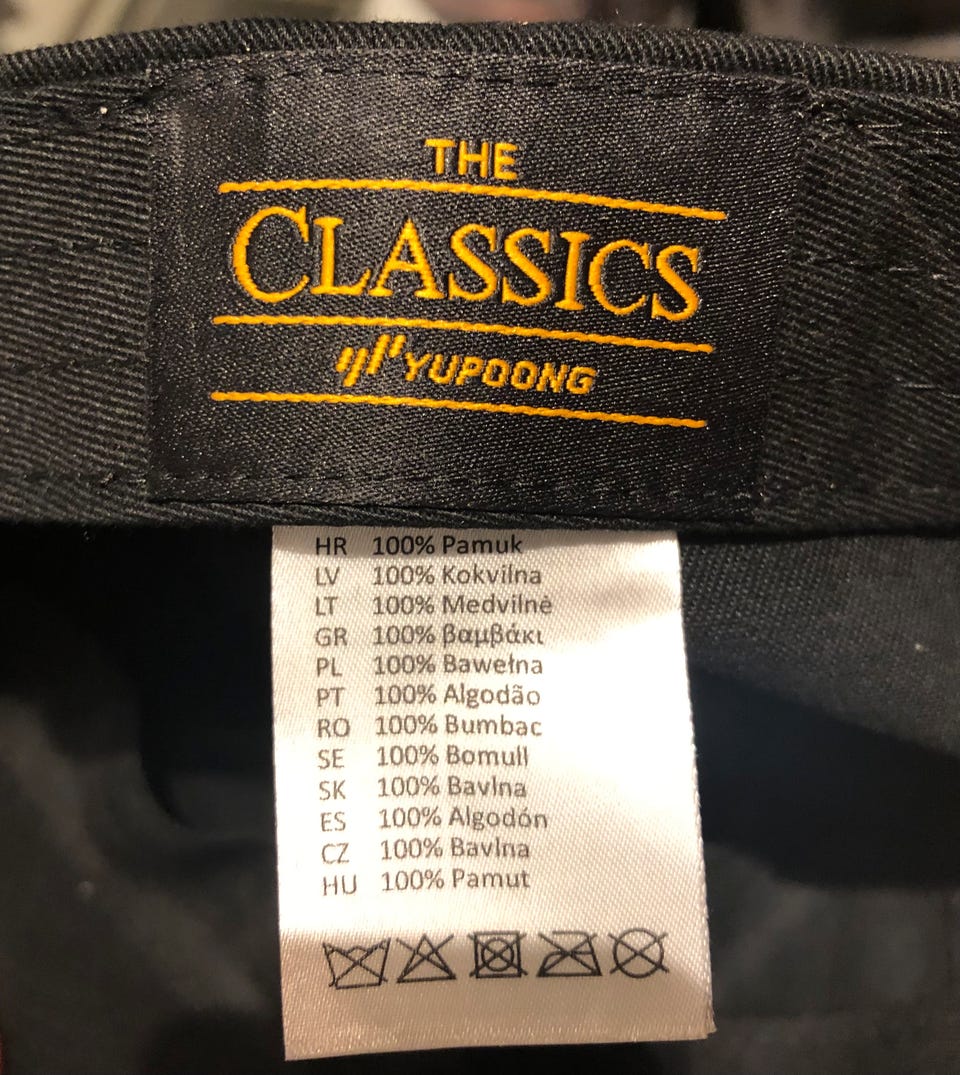 THE
CLASSICS
YUPOONG
HR 100% Pamuk
LV 100% Kokvilna
LT 100% Medvilnė
GR 100% βαμβάκι
PL 100% Bawełna
PT 100% Algodão
RO 100% Bumbac
SE 100% Bomull
SK 100% Bavlna
ES 100% Algodón
CZ 100% Bavlna
HU 100% Pamut